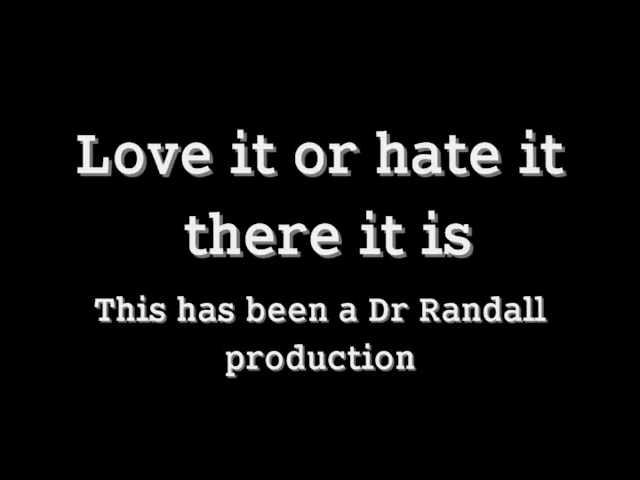 Love it or hate it
there it is
This has been a Dr Randall
production